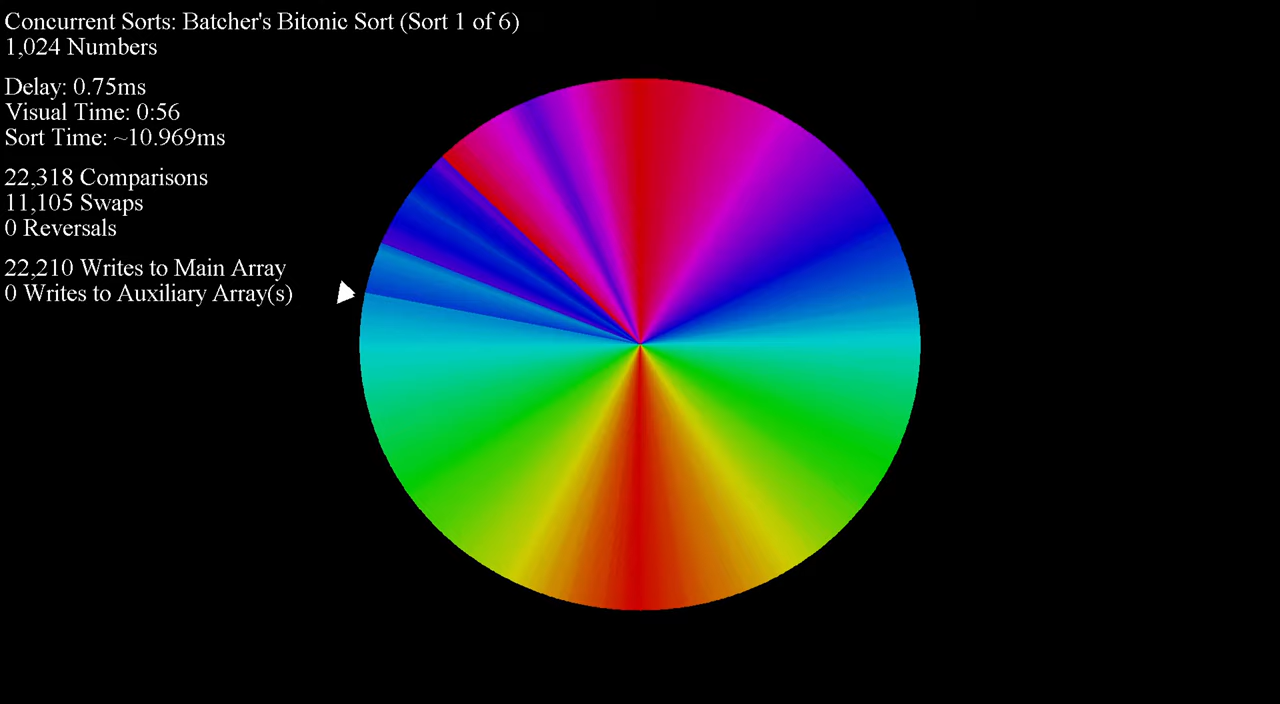 Concurrent Sorts: Batcher's Bitonic Sort (Sort 1 of 6)
1,024 Numbers
Delay: 0.75ms
Visual Time: 0:56
Sort Time: ~10.969ms
22,318 Comparisons
11,105 Swaps
0 Reversals
22,210 Writes to Main Array
0 Writes to Auxiliary Array(s)